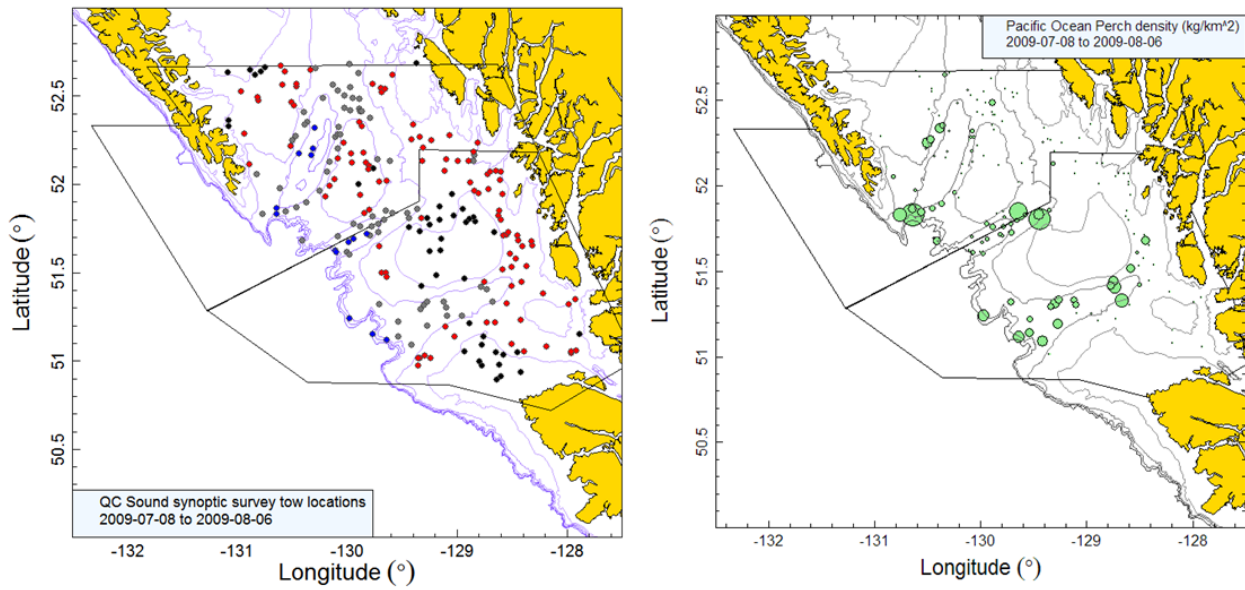 52.5
52
51.5
51
50.5
Latitude (°)
QC Sound synoptic survey tow locations
2009-07-08 to 2009-08-06
-132
-131
-130
-129
-128
Longitude (°)
Pacific Ocean Perch density (kg/km^2)
2009-07-08 to 2009-08-06
52.5
52
51.5
51
50.5
Latitude (°)
-132
-131
-130
-129
-128
Longitude (°)